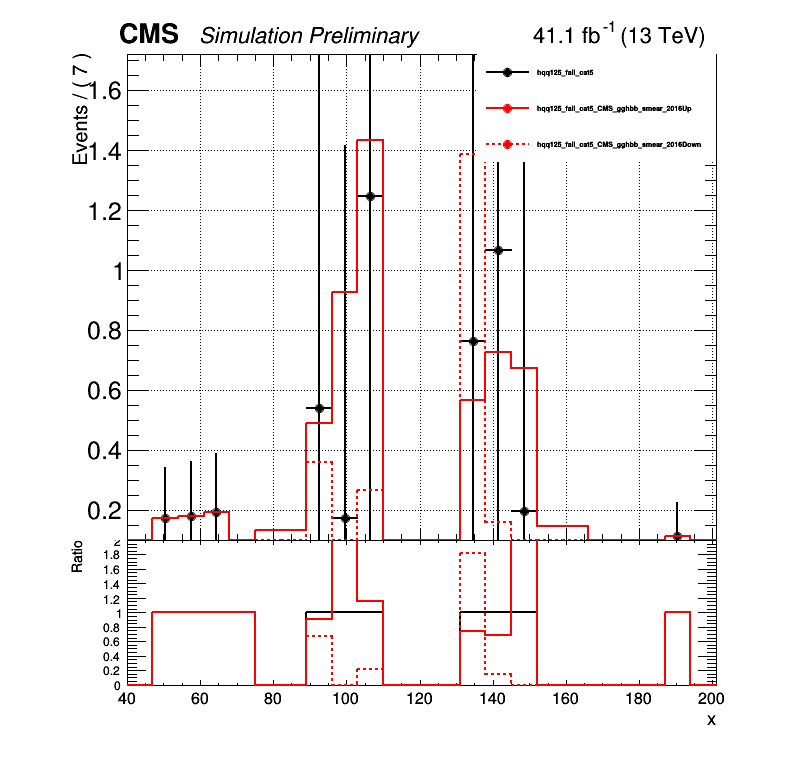 CMS Simulation Preliminary 41.1 fb⁻¹ (13 TeV)
Events / ( 7 )
1.6
1.4
1.2
1
0.8
0.6
0.4
0.2
hqq125_fail_cat5
hqq125_fail_cat5_CMS_gghbb_smear_2016Up
hqq125_fail_cat5_CMS_gghbb_smear_2016Down
Ratio
2
1.8
1.6
1.4
1.2
1
0.8
0.6
0.4
0.2
0
40 60 80 100 120 140 160 180 200
x